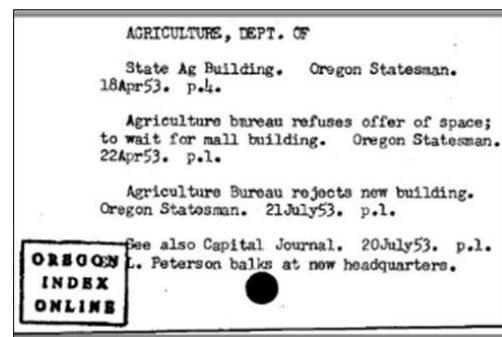 AGRICULTURE, DEPT. OF
State Ag Building. Oregon Statesman.
18Apr53. p.4.
Agriculture bureau refuses offer of space;
to wait for mall building. Oregon Statesman.
22Apr53. p.1.
Agriculture Bureau rejects new building.
Oregon Statesman. 21July53. p.1.
See also Capital Journal. 20July53. p.1.
L. Peterson balks at new headquarters.
OREGON
INDEX
ONLINE